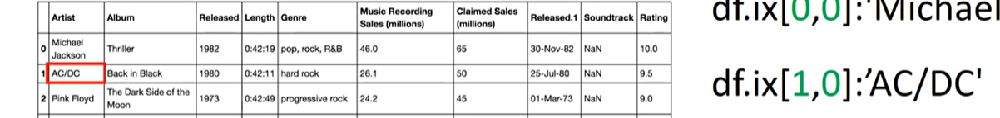 Artist Album Released Length Genre Music Recording Sales (millions) Claimed Sales (millions) Released.1 Soundtrack Rating
0 Michael Jackson Thriller 1982 0:42:19 pop, rock, R&B 46.0 65 30-Nov-82 NaN 10.0
1 AC/DC Back in Black 1980 0:42:11 hard rock 26.1 50 25-Jul-80 NaN 9.5
2 Pink Floyd The Dark Side of the Moon 1973 0:42:49 progressive rock 24.2 45 01-Mar-73 NaN 9.0
df.ix[0,0]:'Michael
df.ix[1,0]:’AC/DC'